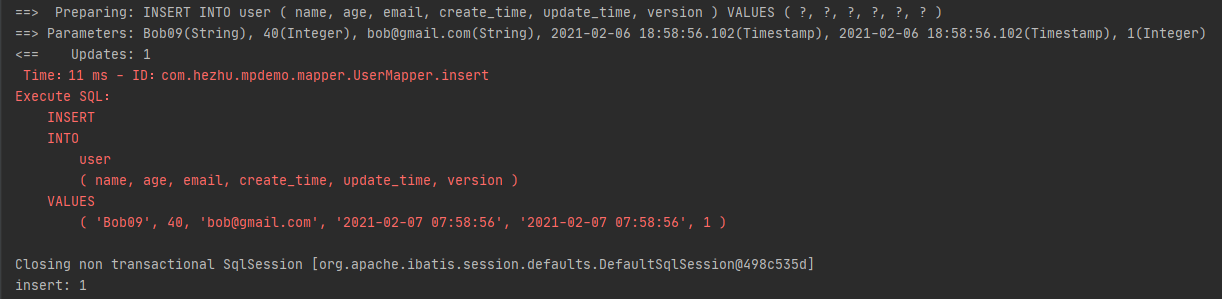 ==>  Preparing: INSERT INTO user ( name, age, email, create_time, update_time, version ) VALUES ( ?, ?, ?, ?, ?, ? )
==> Parameters: Bob09(String), 40(Integer), bob@gmail.com(String), 2021-02-06 18:58:56.102(Timestamp), 2021-02-06 18:58:56.102(Timestamp), 1(Integer)
<==    Updates: 1
 Time：11 ms - ID：com.hezhu.mpdemo.mapper.UserMapper.insert
Execute SQL：
    INSERT
    INTO
        user
        ( name, age, email, create_time, update_time, version )
    VALUES
        ( 'Bob09', 40, 'bob@gmail.com', '2021-02-07 07:58:56', '2021-02-07 07:58:56', 1 )

Closing non transactional SqlSession [org.apache.ibatis.session.defaults.DefaultSqlSession@498c535d]
insert: 1